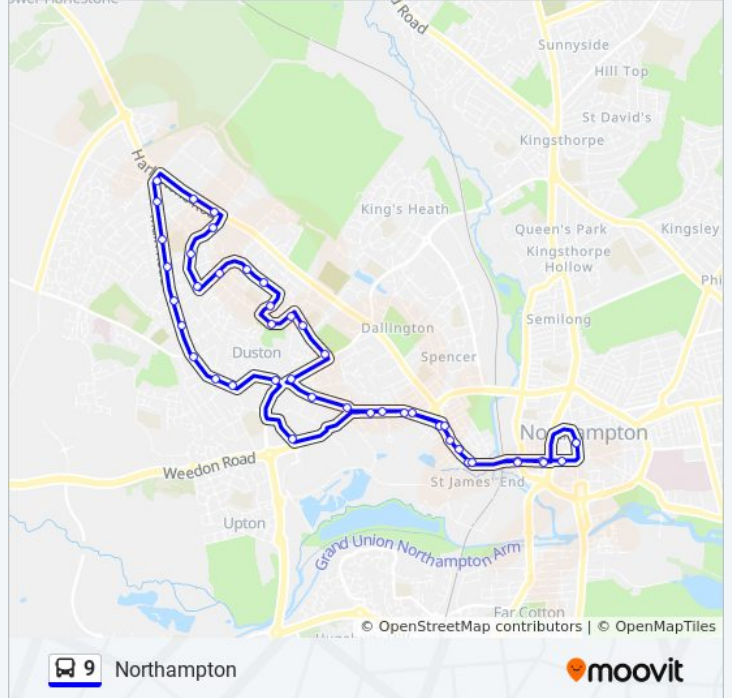 Road
Sunnyside
Hill Top
St David's
Kingsthorpe
King's Heath
Queen's Park
Kingsley
Kingsthorpe
Hollow
Semilong
Dallington
Spencer
Duston
Northampton
Weedon Road
St James' End
Upton
Grand Union Northampton Arm
Far Cotton
© OpenStreetMap contributors | © OpenMapTiles
9 Northampton
moovit